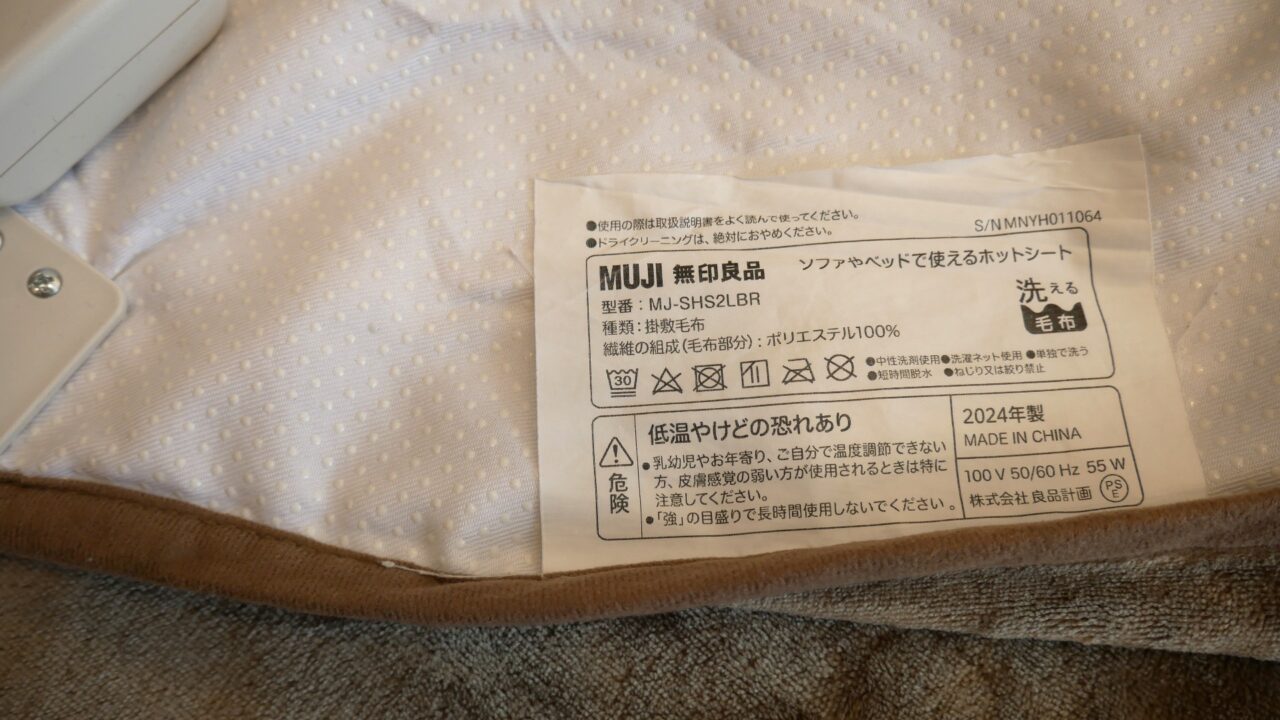 ●使用の際は取扱説明書をよく読んで使ってください。
●ドライクリーニングは、絶対におやめください。
S/N MNYH011064
MUJI 無印良品
ソファやベッドで使えるホットシート
型番：MJ-SHS2LBR
種類：掛敷毛布
繊維の組成（毛布部分）：ポリエステル100%
洗える
毛布
30
●中性洗剤使用●洗濯ネット使用 ●単独で洗う
●短時間脱水 ●ねじり又は絞り禁止
危険
低温やけどの恐れあり
●乳幼児やお年寄り、ご自分で温度調節できない
方、皮膚感覚の弱い方が使用されるときは特に
注意してください。
●「強」の目盛りで長時間使用しないでください。
2024年製
MADE IN CHINA
100 V 50/60 Hz 55 W
株式会社 良品計画
PS
E